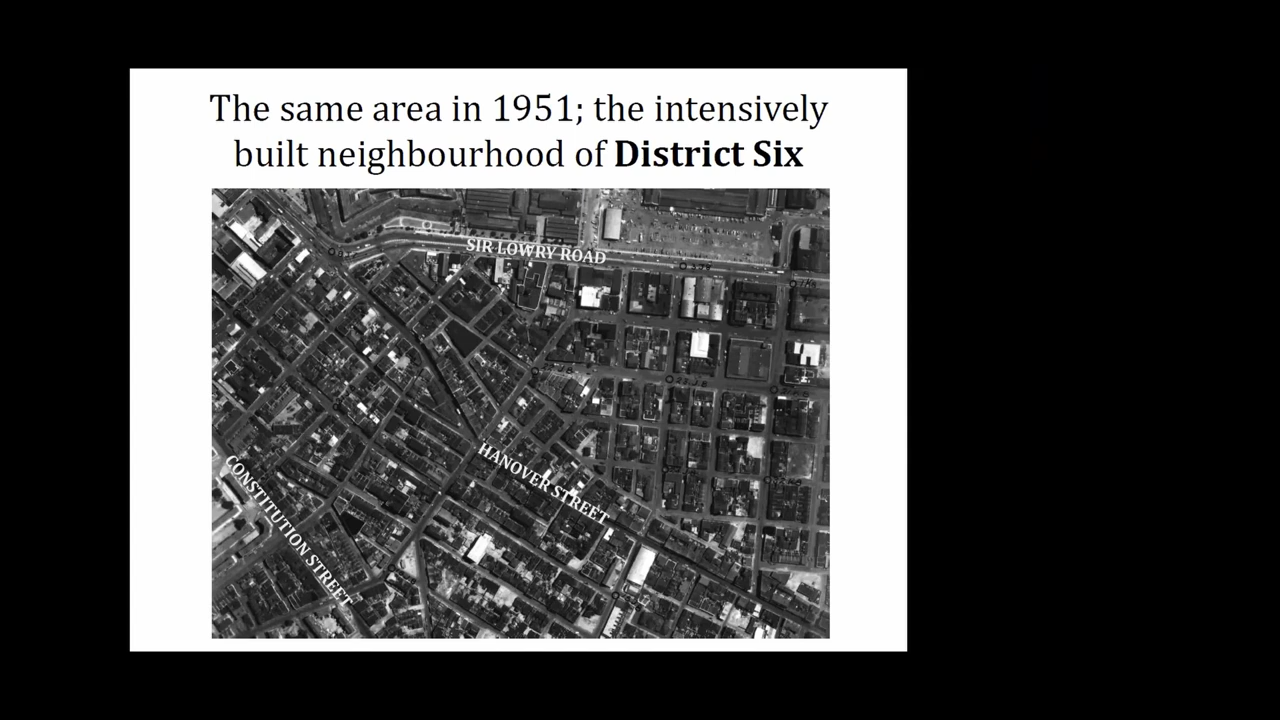 The same area in 1951; the intensively
built neighbourhood of District Six
SIR LOWRY ROAD
HANOVER STREET
CONSTITUTION STREET